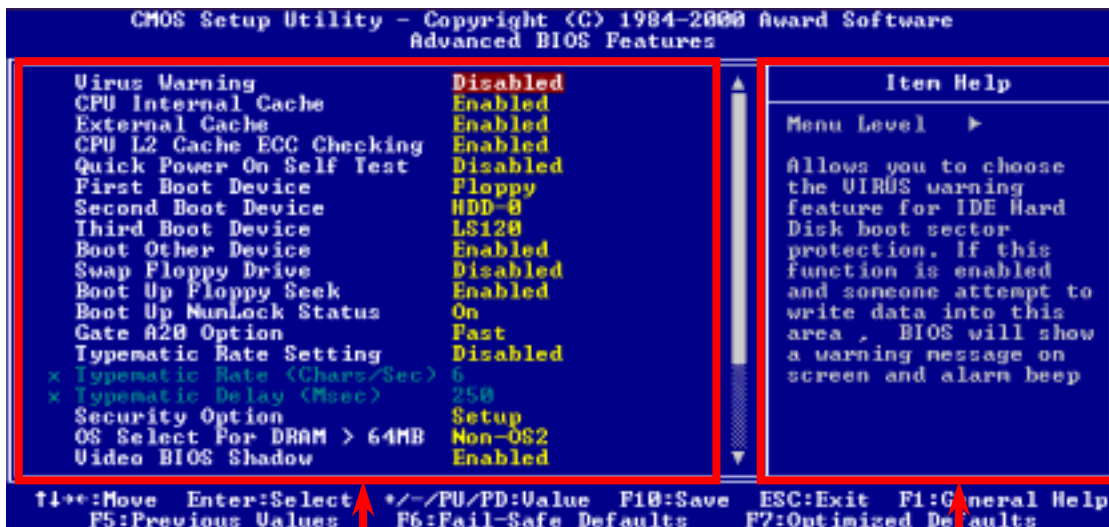 CMOS Setup Utility - Copyright (C) 1984-2000 Award Software
Advanced BIOS Features
Virus Warning Disabled
CPU Internal Cache Enabled
External Cache Enabled
CPU L2 Cache ECC Checking Enabled
Quick Power On Self Test Disabled
First Boot Device Floppy
Second Boot Device HDD-0
Third Boot Device LS120
Boot Other Device Enabled
Swap Floppy Drive Disabled
Boot Up Floppy Seek Enabled
Boot Up NumLock Status On
Gate A20 Option Fast
Typematic Rate Setting Disabled
x Typematic Rate (Chars/Sec) 6
x Typematic Delay (Msec) 250
Security Option Setup
OS Select For DRAM > 64MB Non-OS2
Video BIOS Shadow Enabled
Item Help
Menu Level ▶
Allows you to choose
the VIRUS warning
feature for IDE Hard
Disk boot sector
protection. If this
function is enabled
and someone attempt to
write data into this
area , BIOS will show
a warning message on
screen and alarm beep
↑↓→←:Move Enter:Select +/-/PU/PD:Value F10:Save ESC:Exit F1:General Help
F5:Previous Values F6:Fail-Safe Defaults F7:Optimized Defaults